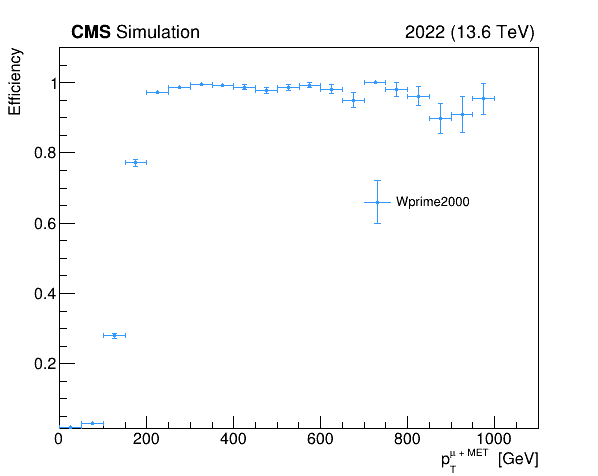 CMS Simulation 2022 (13.6 TeV)
Efficiency
1
0.8
0.6
0.4
0.2
Wprime2000
0 200 400 600 800 1000
p_T^{μ + MET} [GeV]